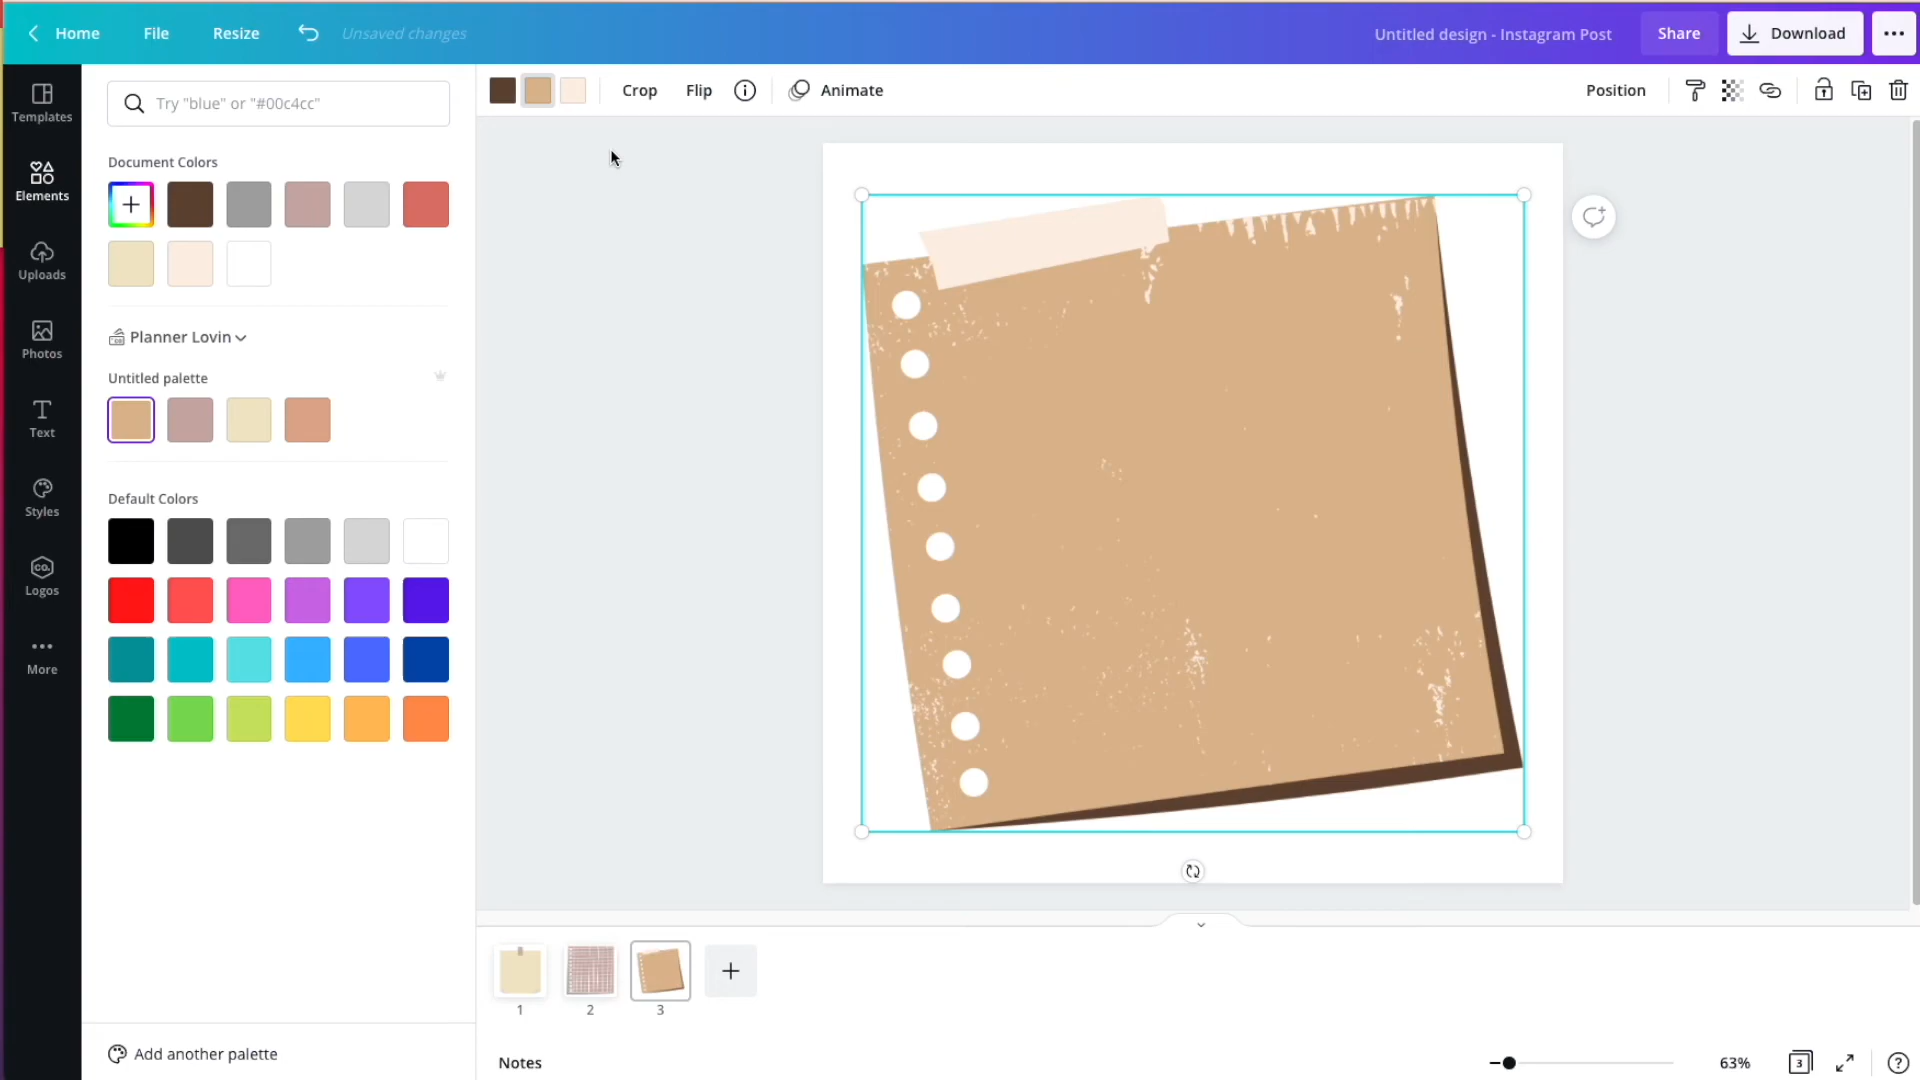 Home File Resize Unsaved changes Untitled design - Instagram Post Share Download
Templates
Elements
Uploads
Photos
Text
Styles
CO.
Logos
More
Try "blue" or "#00c4cc"
Document Colors
Planner Lovin
Untitled palette
Default Colors
Add another palette
Crop Flip Animate Position
1 2 3
Notes 63% 3